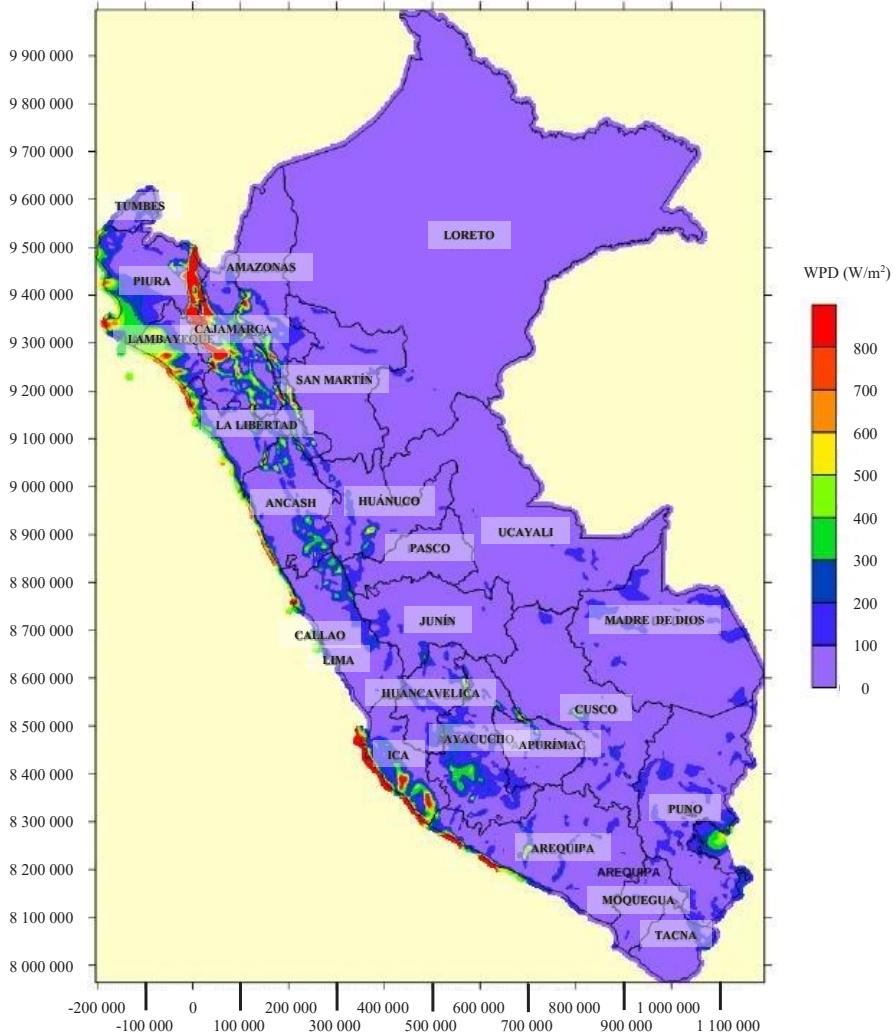 9 900 000
9 800 000
9 700 000
9 600 000
9 500 000
9 400 000
9 300 000
9 200 000
9 100 000
9 000 000
8 900 000
8 800 000
8 700 000
8 600 000
8 500 000
8 400 000
8 300 000
8 200 000
8 100 000
8 000 000
TUMBES
LORETO
AMAZONAS
PIURA
CAJAMARCA
LAMBAYEQUE
SAN MARTÍN
LA LIBERTAD
ANCASH
HUÁNUCO
UCAYALI
PASCO
JUNÍN
MADRE DE DIOS
CALLAO
LIMA
HUANCAVELICA
CUSCO
AYACUCHO
APURÍMAC
ICA
PUNO
AREQUIPA
AREQUIPA
MOQUEGUA
TACNA
WPD (W/m²)
800
700
600
500
400
300
200
100
0
-200 000 0 200 000 400 000 600 000 800 000 1 000 000
-100 000 100 000 300 000 500 000 700 000 900 000 1 100 000